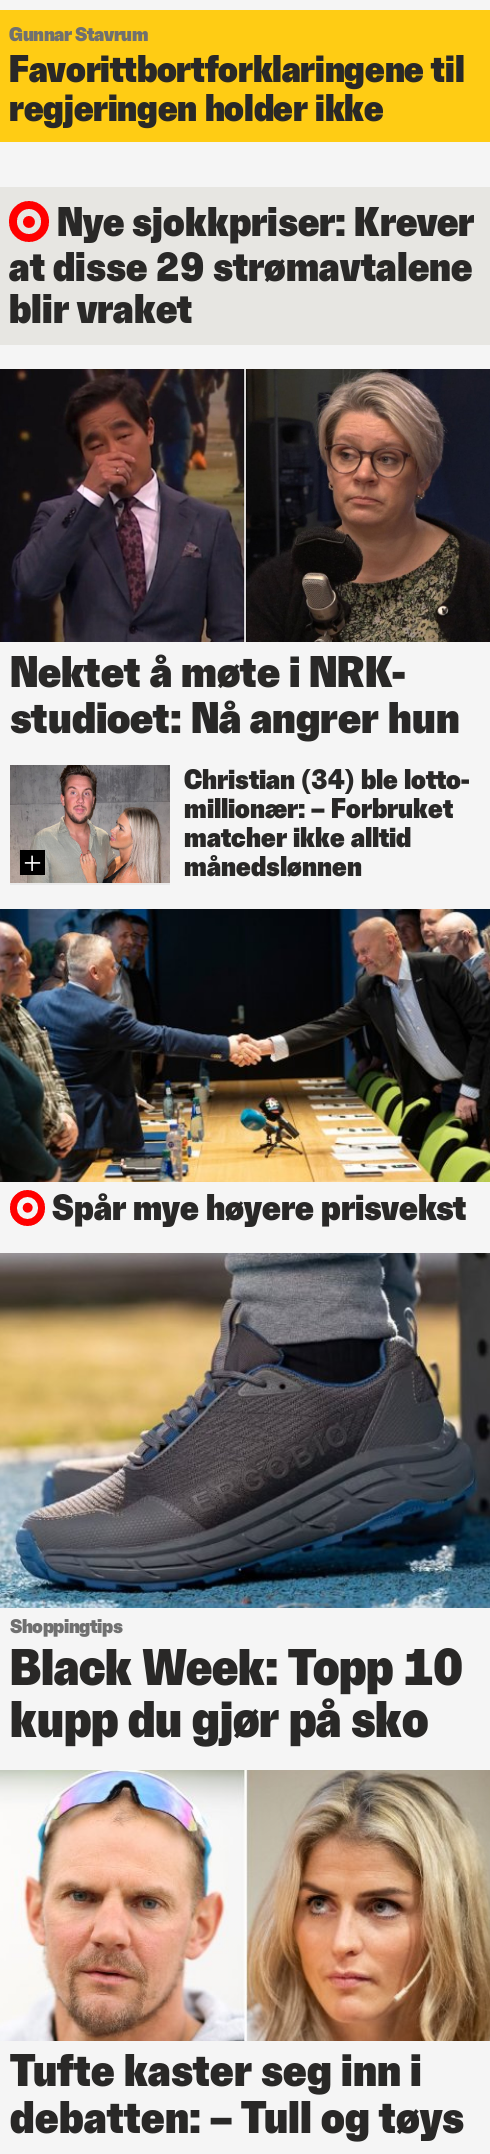 Gunnar Stavrum
Favorittbortforklaringene til
regjeringen holder ikke
Nye sjokkpriser: Krever
at disse 29 strømavtalene
blir vraket
Nektet å møte i NRK-
studioet: Nå angrer hun
Christian (34) ble lotto-
millionær: – Forbruket
matcher ikke alltid
månedslønnen
Spår mye høyere prisvekst
ERGOBIO
Shoppingtips
Black Week: Topp 10
kupp du gjør på sko
Tufte kaster seg inn i
debatten: – Tull og tøys